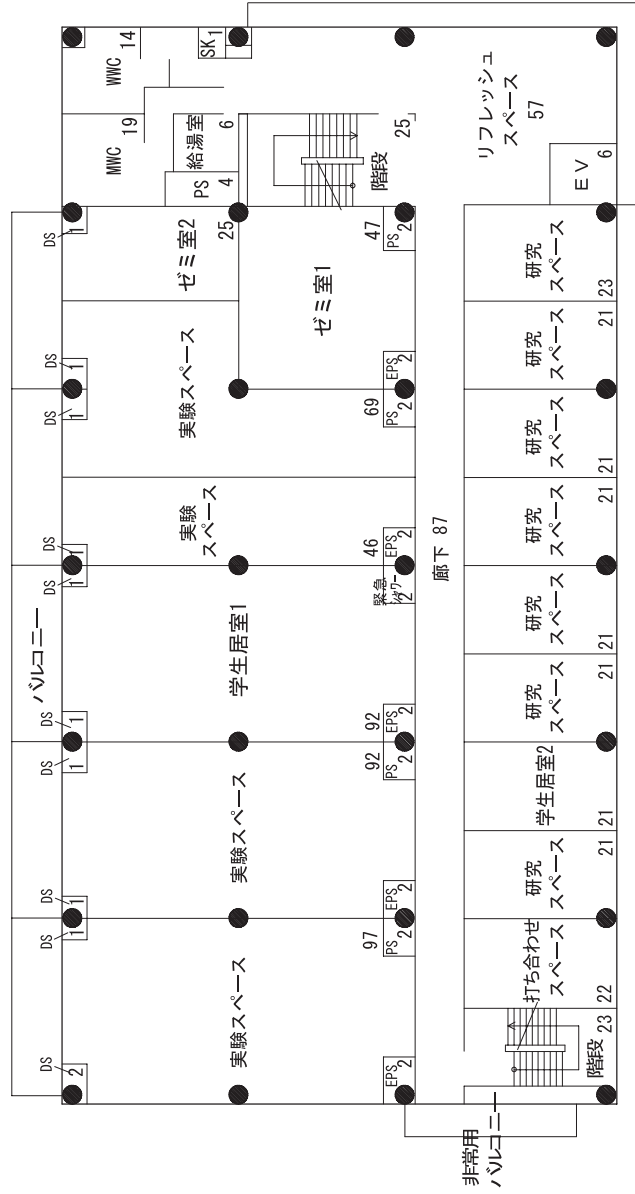 バルコニー
DS
DS
DS
DS
DS
DS
DS
DS
DS
DS
2
1
1
1
1
1
1
1
1
1
MWC
19
WWC
14
実験スペース
実験スペース
学生居室1
実験
スペース
実験スペース
ゼミ室2
25
PS
4
給湯室
6
SK
1
ゼミ室1
EPS
2
97
PS
2
EPS
2
92
PS
2
92
EPS
2
緊急
シャワー
2
46
EPS
2
69
PS
2
EPS
2
47
PS
2
階段
25
廊下 87
リフレッシュ
スペース
57
EV
6
非常用
バルコニー
階段
23
打ち合わせ
スペース
22
研究
スペース
21
学生居室2
21
研究
スペース
21
研究
スペース
21
研究
スペース
21
研究
スペース
21
研究
スペース
21
研究
スペース
23